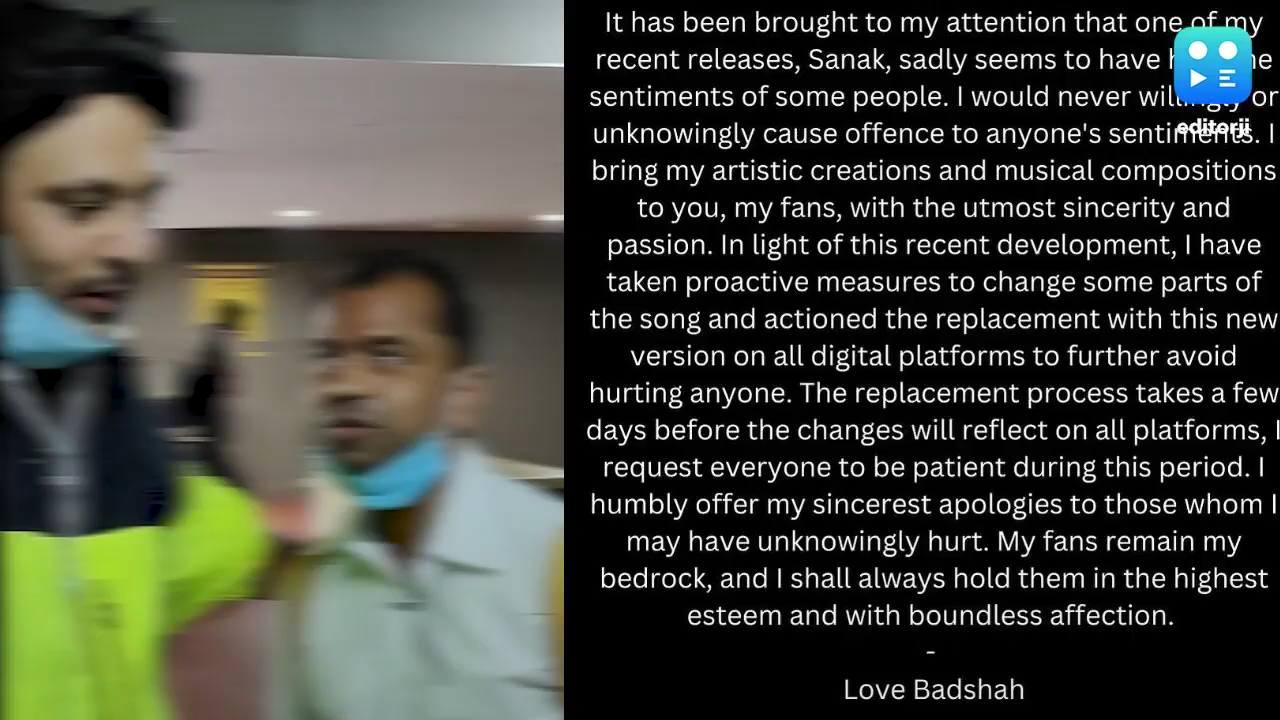 It has been brought to my attention that one of my
recent releases, Sanak, sadly seems to have
sentiments of some people. I would never willingly or
unknowingly cause offence to anyone's sentiments. I
bring my artistic creations and musical compositions
to you, my fans, with the utmost sincerity and
passion. In light of this recent development, I have
taken proactive measures to change some parts of
the song and actioned the replacement with this new
version on all digital platforms to further avoid
hurting anyone. The replacement process takes a few
days before the changes will reflect on all platforms, I
request everyone to be patient during this period. I
humbly offer my sincerest apologies to those whom I
may have unknowingly hurt. My fans remain my
bedrock, and I shall always hold them in the highest
esteem and with boundless affection.
-
Love Badshah
editorji